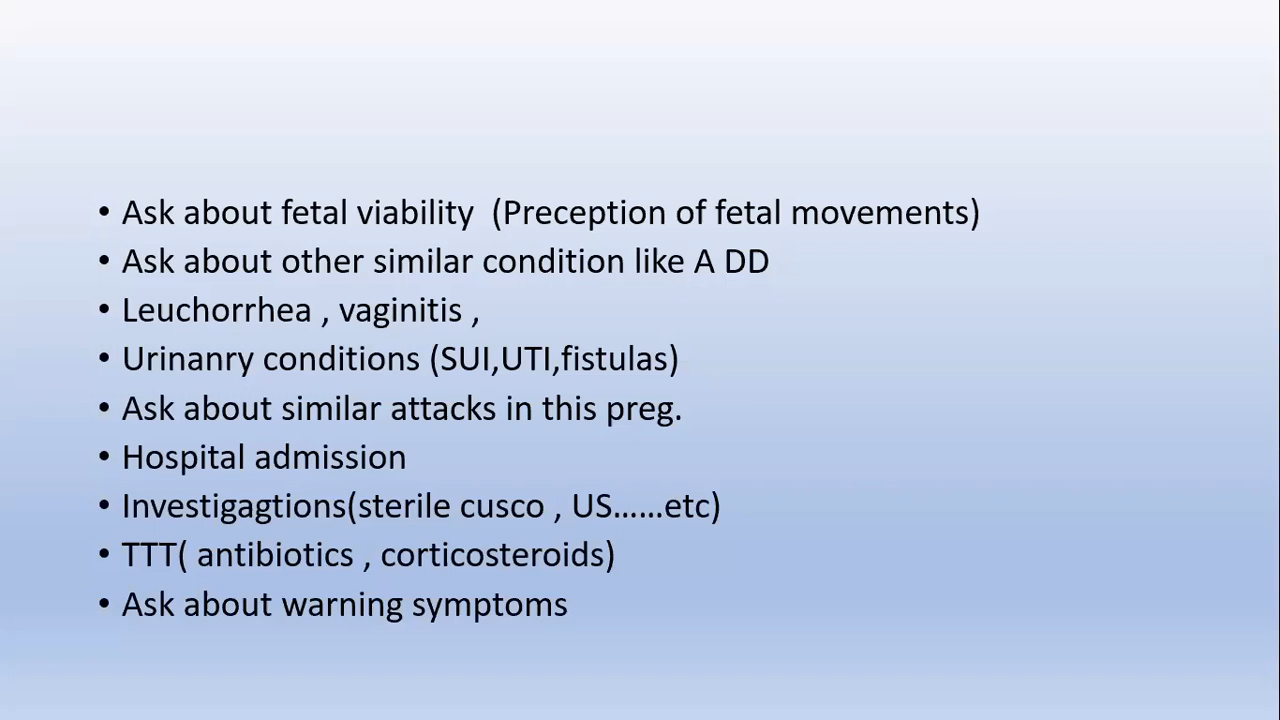 • Ask about fetal viability  (Preception of fetal movements)
• Ask about other similar condition like A DD
• Leuchorrhea , vaginitis ,
• Urinanry conditions (SUI,UTI,fistulas)
• Ask about similar attacks in this preg.
• Hospital admission
• Investigagtions(sterile cusco , US……etc)
• TTT( antibiotics , corticosteroids)
• Ask about warning symptoms